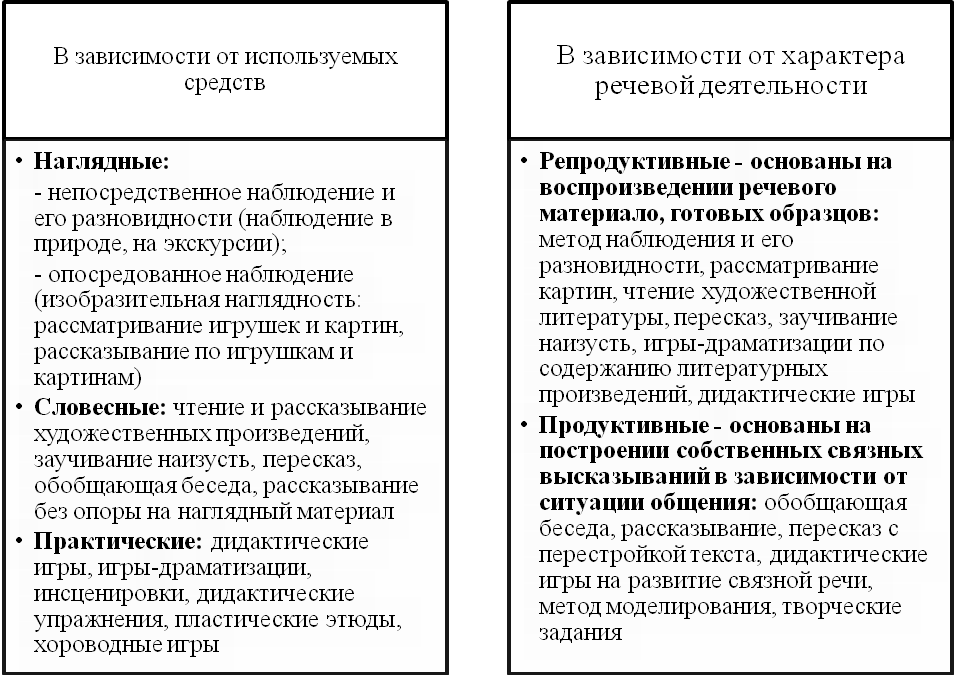 В зависимости от используемых
средств
• Наглядные:
- непосредственное наблюдение и
его разновидности (наблюдение в
природе, на экскурсии);
- опосредованное наблюдение
(изобразительная наглядность:
рассматривание игрушек и картин,
рассказывание по игрушкам и
картинам)
• Словесные: чтение и рассказывание
художественных произведений,
заучивание наизусть, пересказ,
обобщающая беседа, рассказывание
без опоры на наглядный материал
• Практические: дидактические
игры, игры-драматизации,
инсценировки, дидактические
упражнения, пластические этюды,
хороводные игры
В зависимости от характера
речевой деятельности
• Репродуктивные - основаны на
воспроизведении речевого
материало, готовых образцов:
метод наблюдения и его
разновидности, рассматривание
картин, чтение художественной
литературы, пересказ, заучивание
наизусть, игры-драматизации по
содержанию литературных
произведений, дидактические игры
• Продуктивные - основаны на
построении собственных связных
высказываний в зависимости от
ситуации общения: обобщающая
беседа, рассказывание, пересказ с
перестройкой текста, дидактические
игры на развитие связной речи,
метод моделирования, творческие
задания